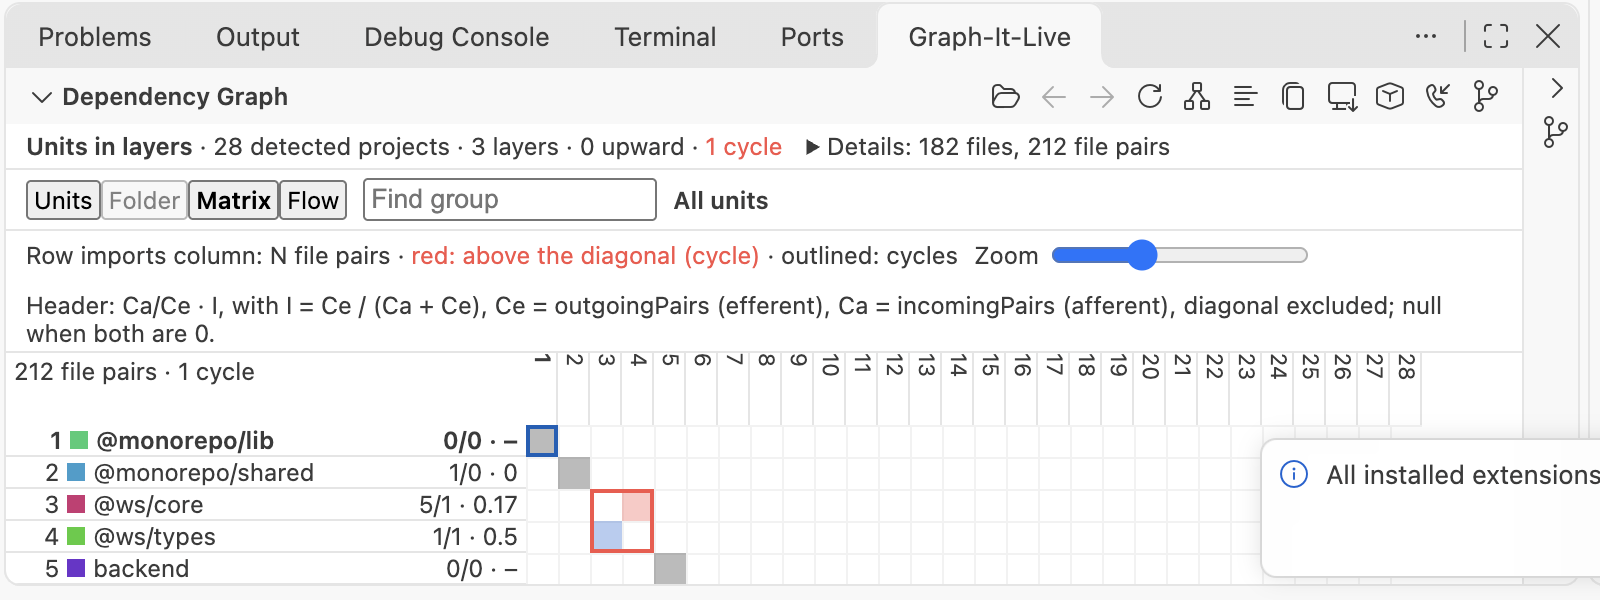 Problems Output Debug Console Terminal Ports Graph-It-Live ···
Dependency Graph
Units in layers · 28 detected projects · 3 layers · 0 upward · 1 cycle ▶ Details: 182 files, 212 file pairs
Units Folder Matrix Flow Find group All units
Row imports column: N file pairs · red: above the diagonal (cycle) · outlined: cycles Zoom
Header: Ca/Ce · I, with I = Ce / (Ca + Ce), Ce = outgoingPairs (efferent), Ca = incomingPairs (afferent), diagonal excluded; null
when both are 0.
212 file pairs · 1 cycle 1 2 3 4 5 6 7 8 9 10 11 12 13 14 15 16 17 18 19 20 21 22 23 24 25 26 27 28
1 @monorepo/lib 0/0 · –
2 @monorepo/shared 1/0 · 0
3 @ws/core 5/1 · 0.17
4 @ws/types 1/1 · 0.5
5 backend 0/0 · –
All installed extensions